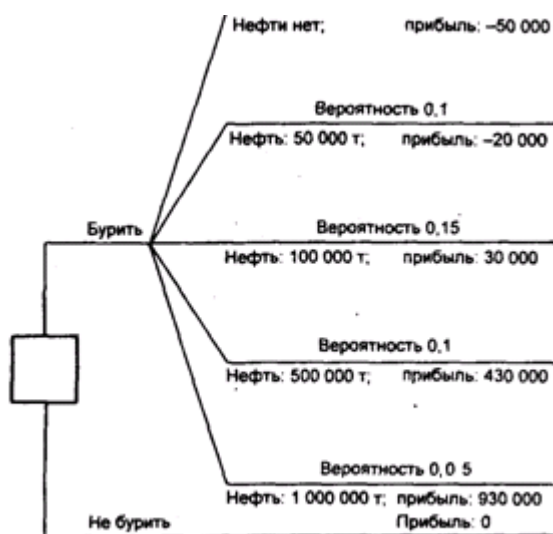 Нефти нет; прибыль: –50 000
Вероятность 0,1
Нефть: 50 000 т; прибыль: –20 000
Бурить
Вероятность 0,15
Нефть: 100 000 т; прибыль: 30 000
Вероятность 0,1
Нефть: 500 000 т; прибыль: 430 000
Вероятность 0,0 5
Нефть: 1 000 000 т; прибыль: 930 000
Не бурить Прибыль: 0